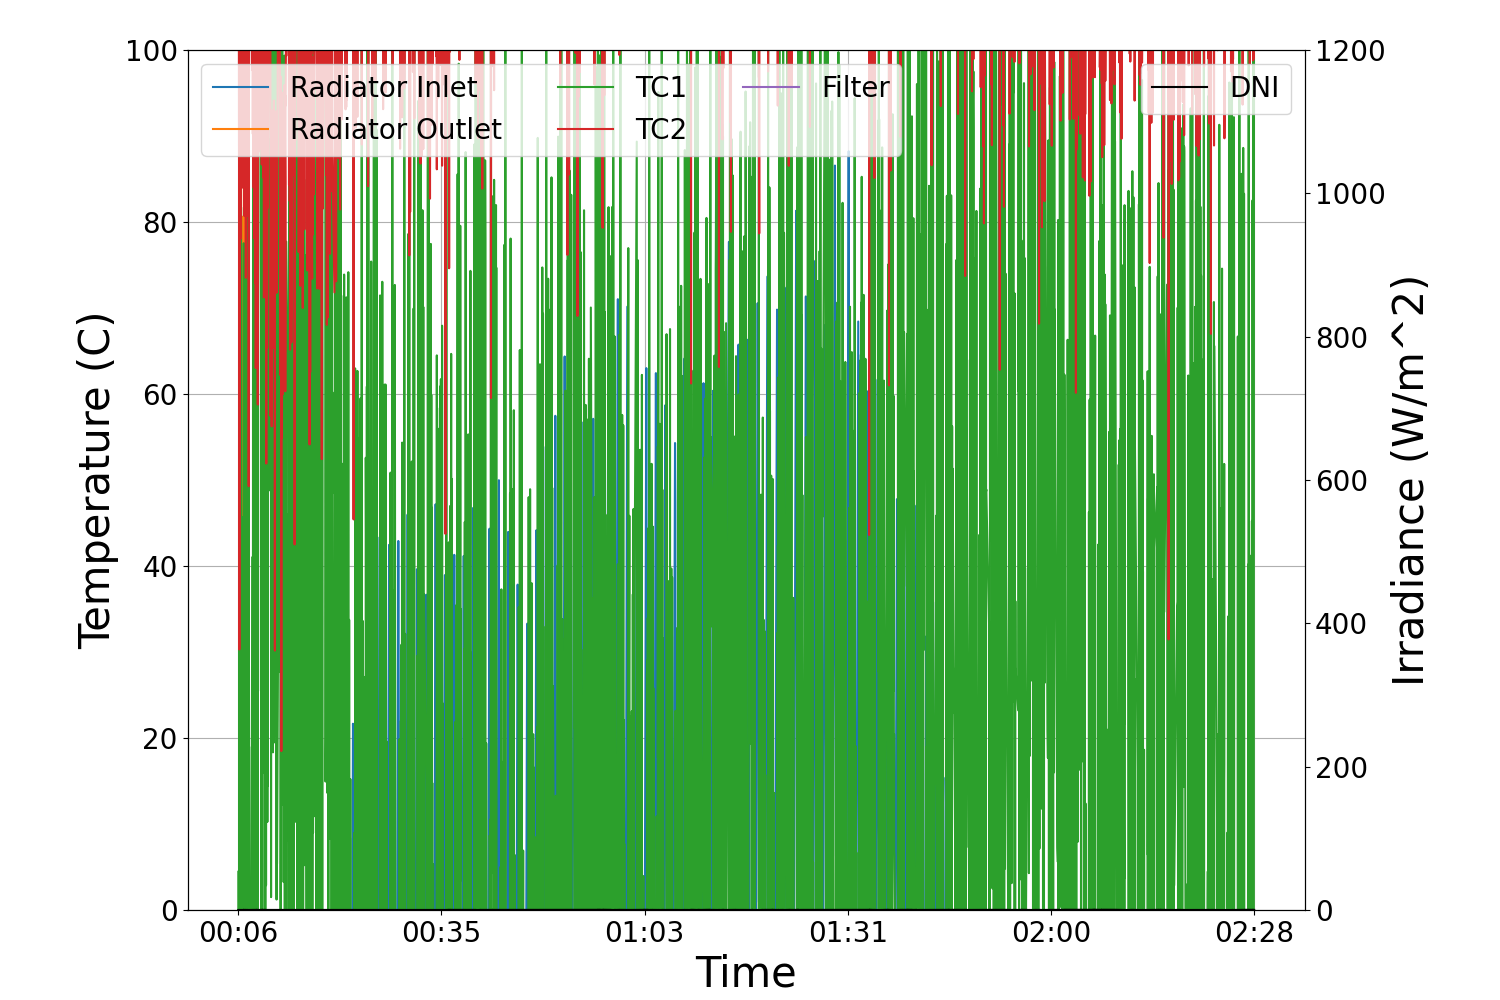 Radiator Inlet
Radiator Outlet
TC1
TC2
Filter
DNI
100
80
60
40
20
0
Temperature (C)
1200
1000
800
600
400
200
0
Irradiance (W/m^2)
00:06
00:35
01:03
01:31
02:00
02:28
Time